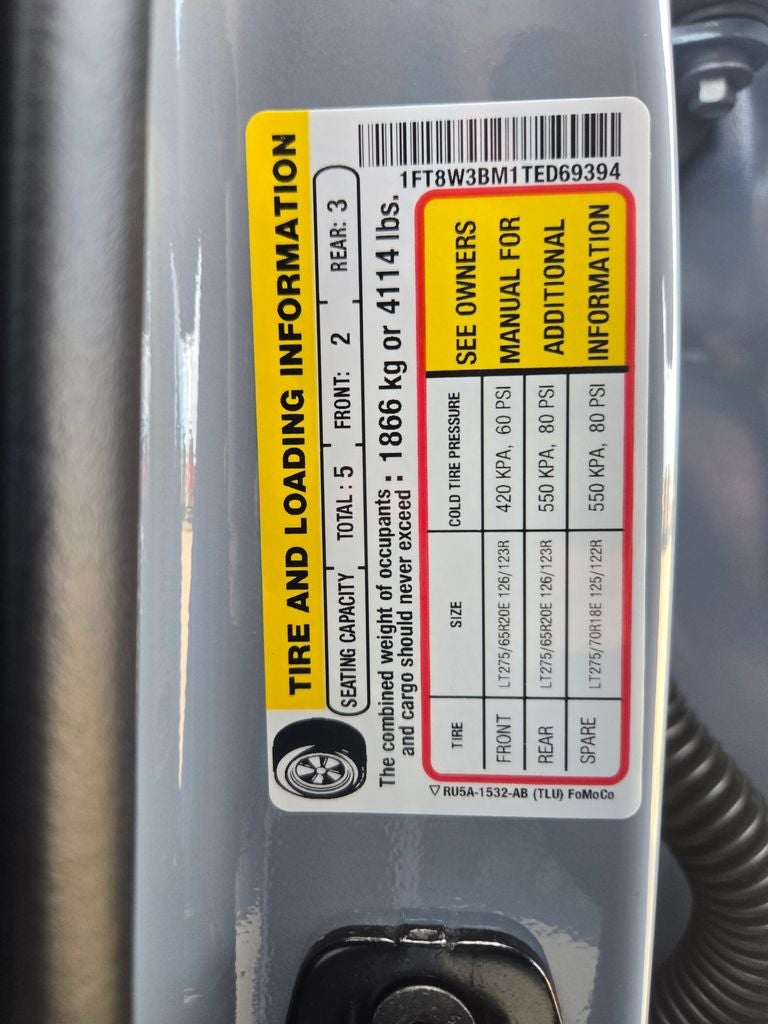 TIRE AND LOADING INFORMATION
SEATING CAPACITY TOTAL : 5 FRONT: 2 REAR: 3
The combined weight of occupants
and cargo should never exceed : 1866 kg or 4114 lbs.
1FT8W3BM1TED69394
TIRE SIZE COLD TIRE PRESSURE
FRONT LT275/65R20E 126/123R 420 KPA, 60 PSI
REAR LT275/65R20E 126/123R 550 KPA, 80 PSI
SPARE LT275/70R18E 125/122R 550 KPA, 80 PSI
SEE OWNERS
MANUAL FOR
ADDITIONAL
INFORMATION
▽RU5A-1532-AB (TLU) FoMoCo